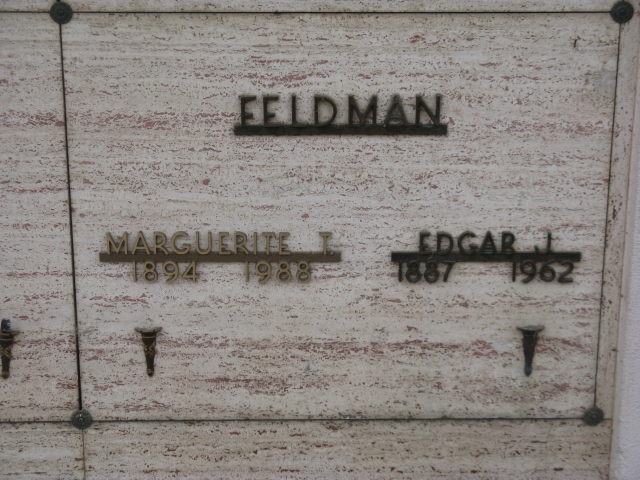 FELDMAN
MARGUERITE T. EDGAR J.
1894 1988 1887 1962